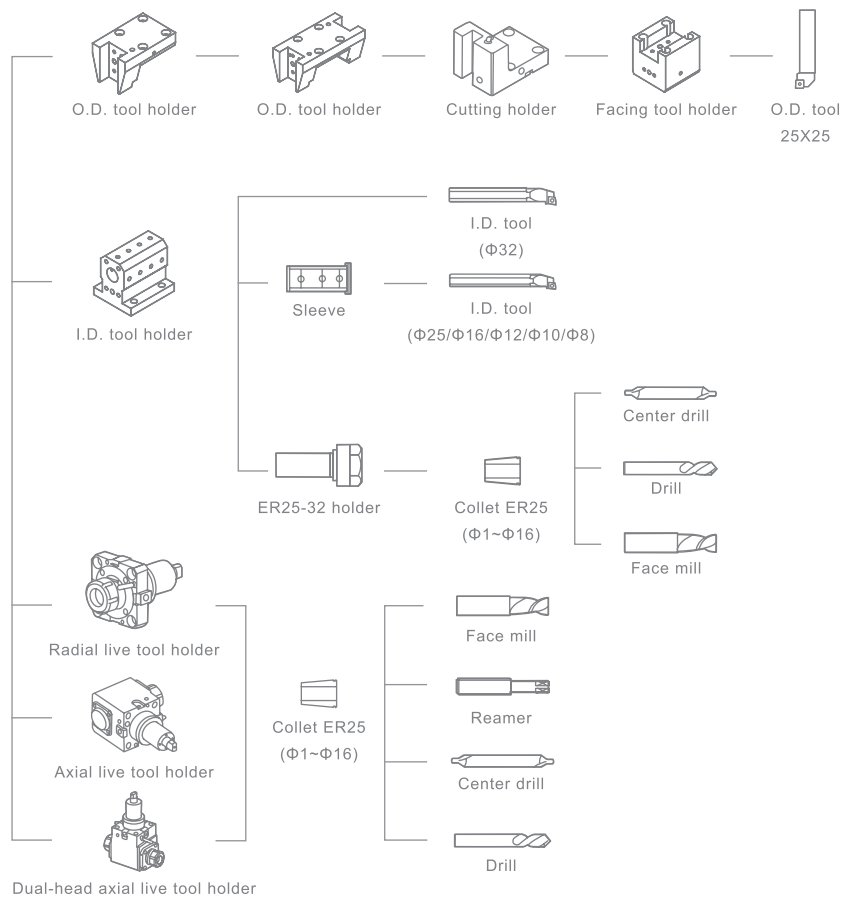 O.D. tool holder
O.D. tool holder
Cutting holder
Facing tool holder
O.D. tool
25X25
I.D. tool
(Φ32)
I.D. tool holder
Sleeve
I.D. tool
(Φ25/Φ16/Φ12/Φ10/Φ8)
ER25-32 holder
Collet ER25
(Φ1~Φ16)
Center drill
Drill
Face mill
Radial live tool holder
Axial live tool holder
Dual-head axial live tool holder
Collet ER25
(Φ1~Φ16)
Face mill
Reamer
Center drill
Drill